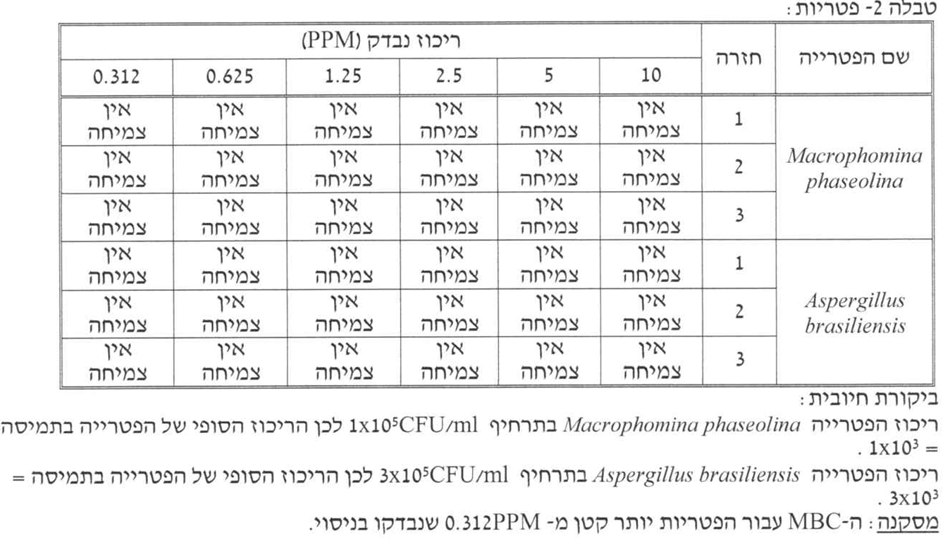 טבלה 2- פטריות :
שם הפטרייה חזרה ריכוז נבדק (PPM)
10 5 2.5 1.25 0.625 0.312
Macrophomina phaseolina
1 אין צמיחה אין צמיחה אין צמיחה אין צמיחה אין צמיחה אין צמיחה
2 אין צמיחה אין צמיחה אין צמיחה אין צמיחה אין צמיחה אין צמיחה
3 אין צמיחה אין צמיחה אין צמיחה אין צמיחה אין צמיחה אין צמיחה
Aspergillus brasiliensis
1 אין צמיחה אין צמיחה אין צמיחה אין צמיחה אין צמיחה אין צמיחה
2 אין צמיחה אין צמיחה אין צמיחה אין צמיחה אין צמיחה אין צמיחה
3 אין צמיחה אין צמיחה אין צמיחה אין צמיחה אין צמיחה אין צמיחה
ביקורת חיובית :
ריכוז הפטרייה Macrophomina phaseolina בתרחיף 1x10⁵CFU/ml לכן הריכוז הסופי של הפטרייה בתמיסה
= 1x10³ .
ריכוז הפטרייה Aspergillus brasiliensis בתרחיף 3x10⁵CFU/ml לכן הריכוז הסופי של הפטרייה בתמיסה =
3x10³ .
מסקנה : ה-MBC עבור הפטריות יותר קטן מ- 0.312PPM שנבדקו בניסוי.